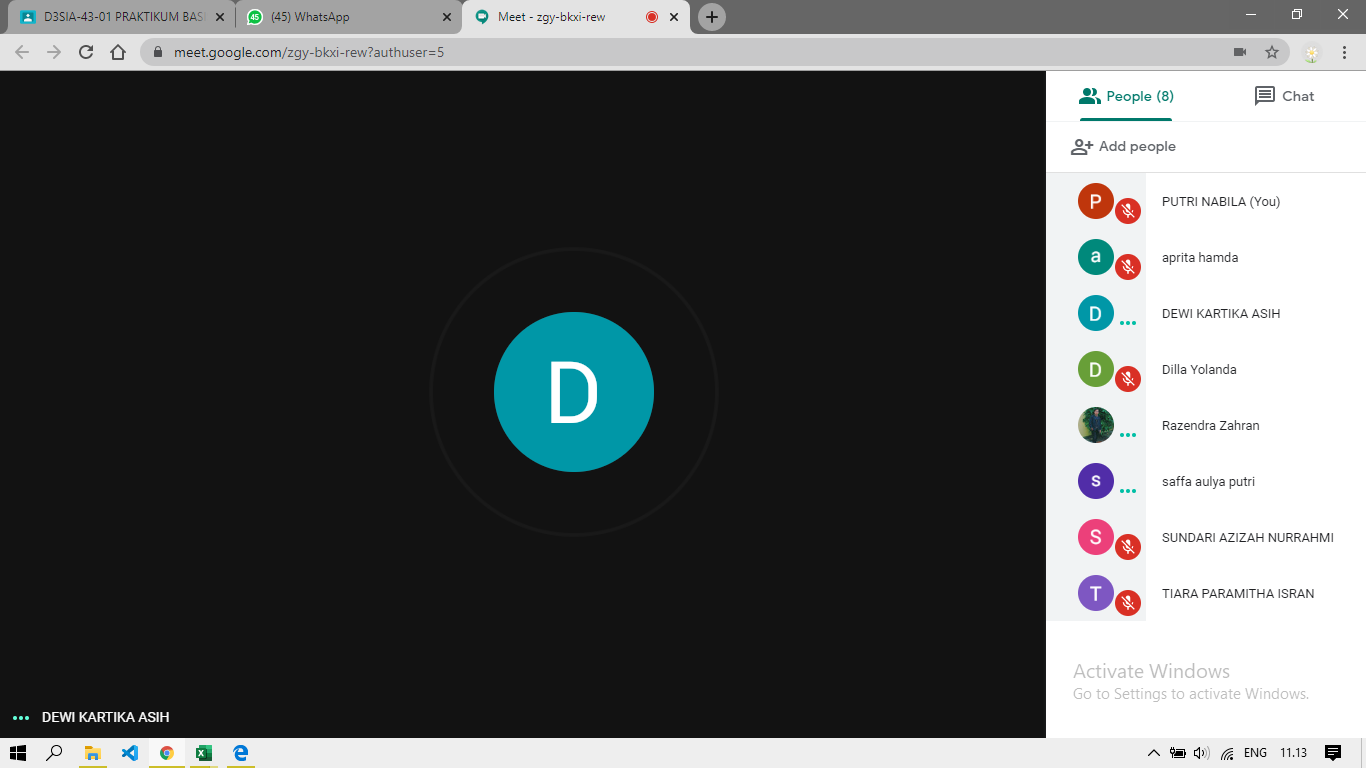 D3SIA-43-01 PRAKTIKUM BAS
(45) WhatsApp
Meet - zgy-bkxi-rew
meet.google.com/zgy-bkxi-rew?authuser=5
People (8)
Chat
Add people
P
PUTRI NABILA (You)
a
aprita hamda
D
DEWI KARTIKA ASIH
D
Dilla Yolanda
Razendra Zahran
s
saffa aulya putri
S
SUNDARI AZIZAH NURRAHMI
T
TIARA PARAMITHA ISRAN
D
DEWI KARTIKA ASIH
Activate Windows
Go to Settings to activate Windows.
ENG
11.13